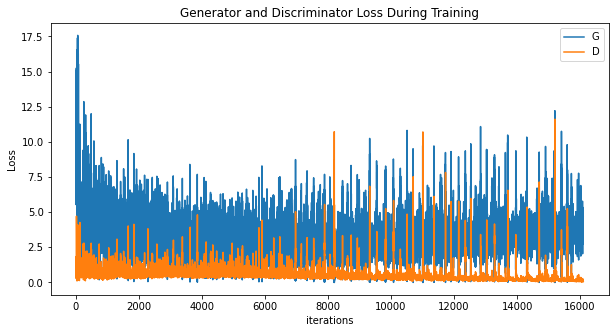 Generator and Discriminator Loss During Training
G
D
17.5
15.0
12.5
10.0
7.5
5.0
2.5
0.0
Loss
0 2000 4000 6000 8000 10000 12000 14000 16000
iterations